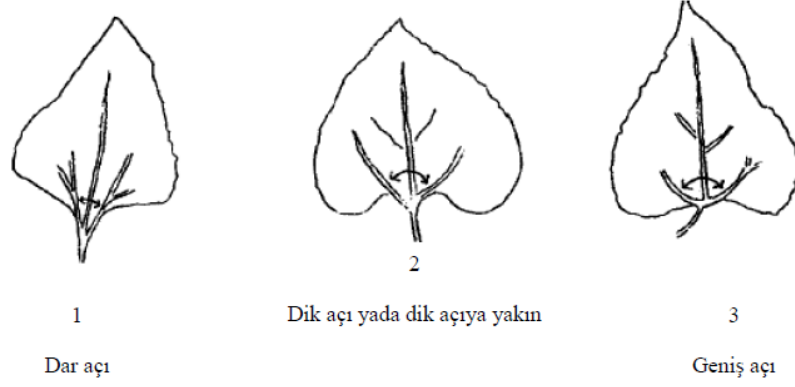 2
1
Dik açı yada dik açıya yakın
3
Dar açı
Geniş açı